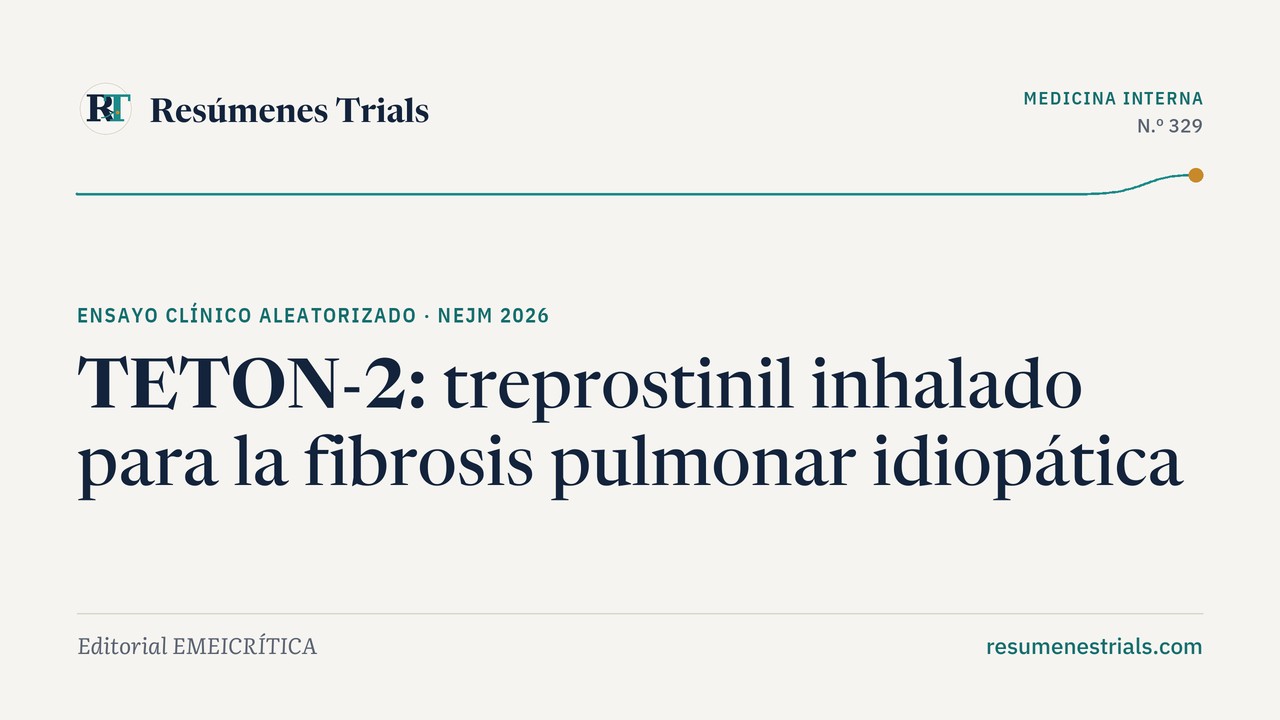 RT Resúmenes Trials
MEDICINA INTERNA
N.º 329
ENSAYO CLÍNICO ALEATORIZADO · NEJM 2026
TETON-2: treprostinil inhalado
para la fibrosis pulmonar idiopática
Editorial EMEICRÍTICA
resumenestrials.com